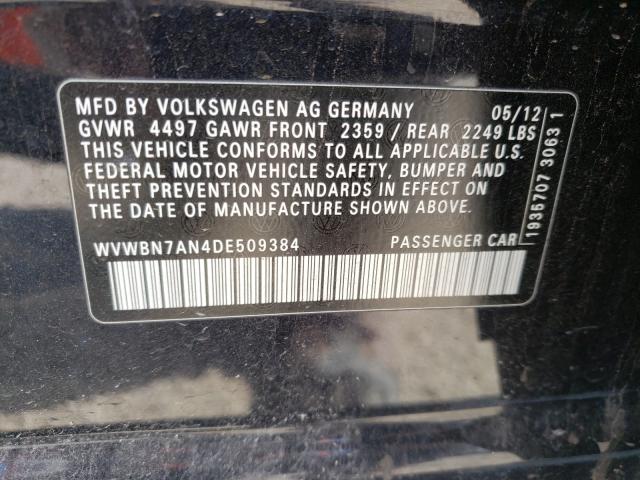 MFD BY VOLKSWAGEN AG GERMANY 05/12
GVWR 4497 GAWR FRONT 2359 / REAR 2249 LBS
THIS VEHICLE CONFORMS TO ALL APPLICABLE U.S.
FEDERAL MOTOR VEHICLE SAFETY, BUMPER AND
THEFT PREVENTION STANDARDS IN EFFECT ON
THE DATE OF MANUFACTURE SHOWN ABOVE.
WVWBN7AN4DE509384 PASSENGER CAR
1936707 3063 1